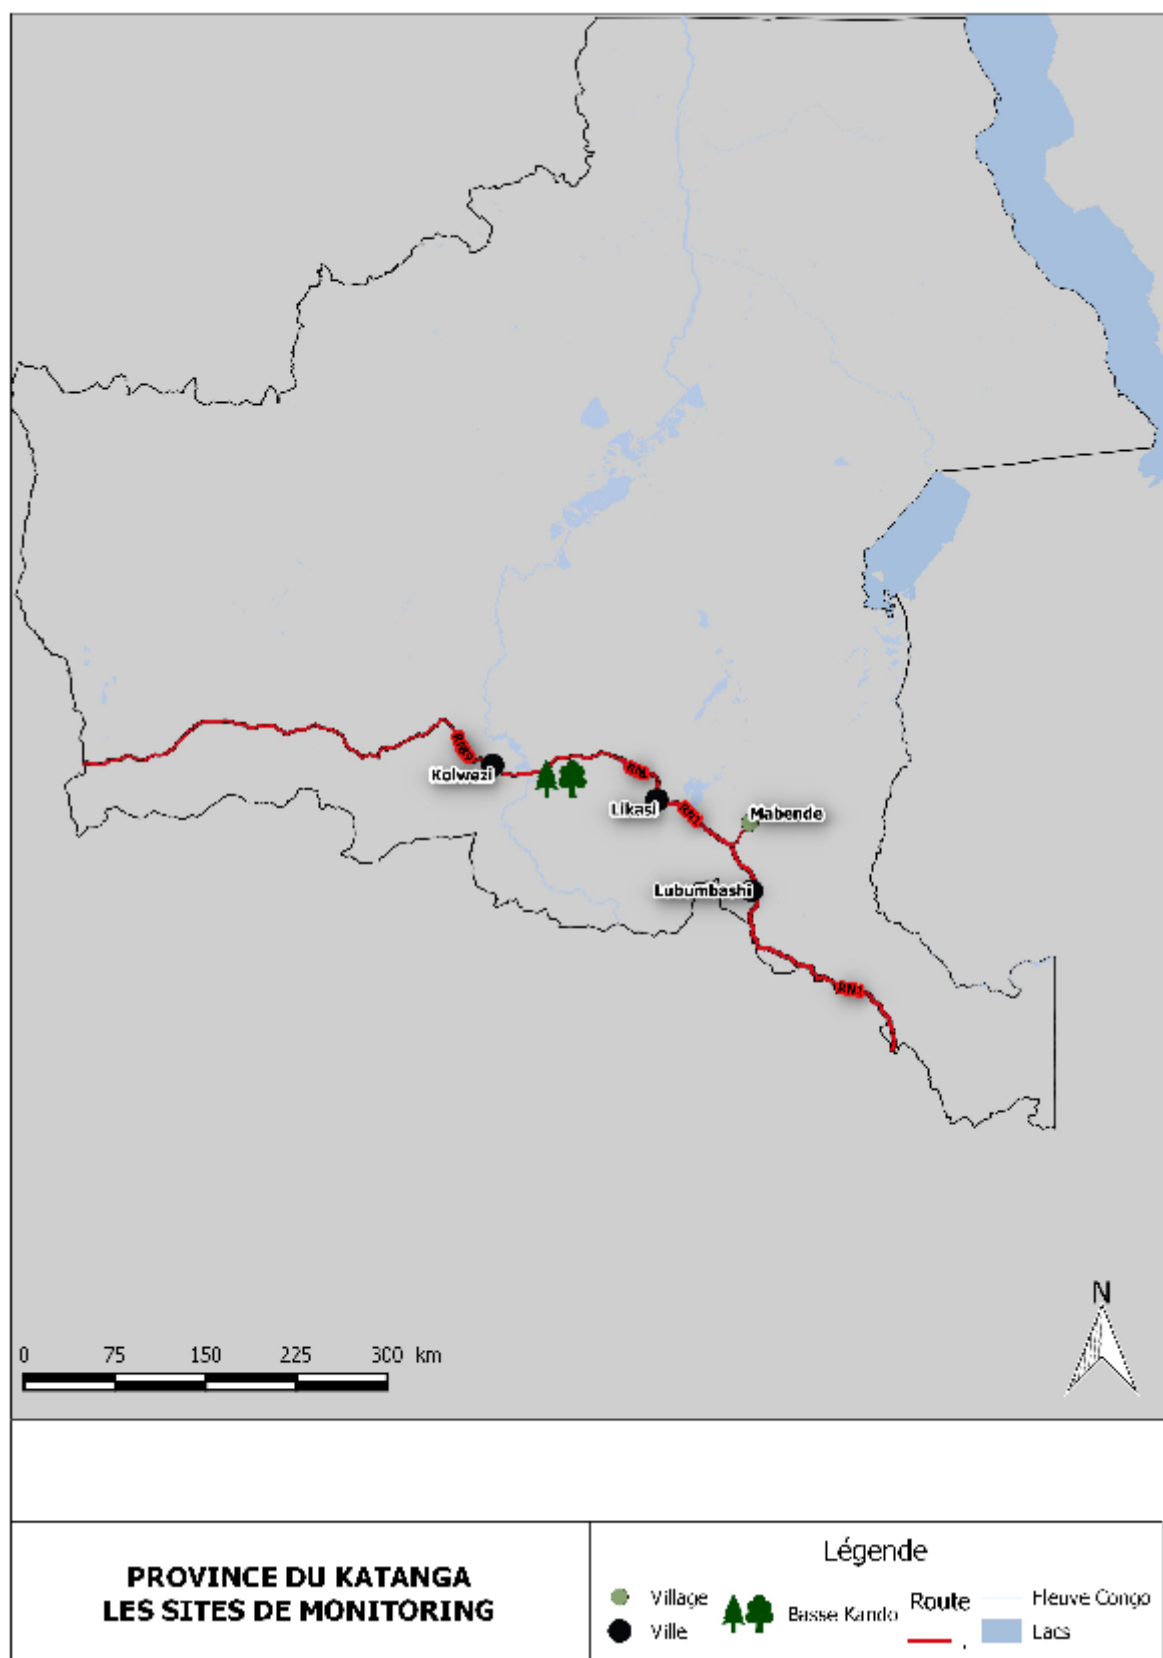 Kolwezi
Likasi
RN1
Mabende
Lubumbashi
RN1
N
0 75 150 225 300 km
PROVINCE DU KATANGA
LES SITES DE MONITORING
Légende
Village
Ville
Basse Kando
Route
Fleuve Congo
Lacs